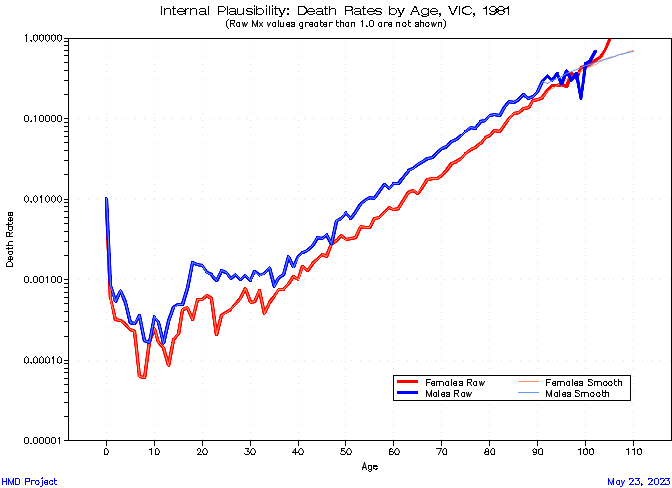 Internal Plausibility: Death Rates by Age, VIC, 1981
(Raw Mx values greater than 1.0 are not shown)
1.00000
0.10000
0.01000
0.00100
0.00010
0.00001
Death Rates
0 10 20 30 40 50 60 70 80 90 100 110
Age
Females Raw
Females Smooth
Males Raw
Males Smooth
HMD Project
May 23, 2023